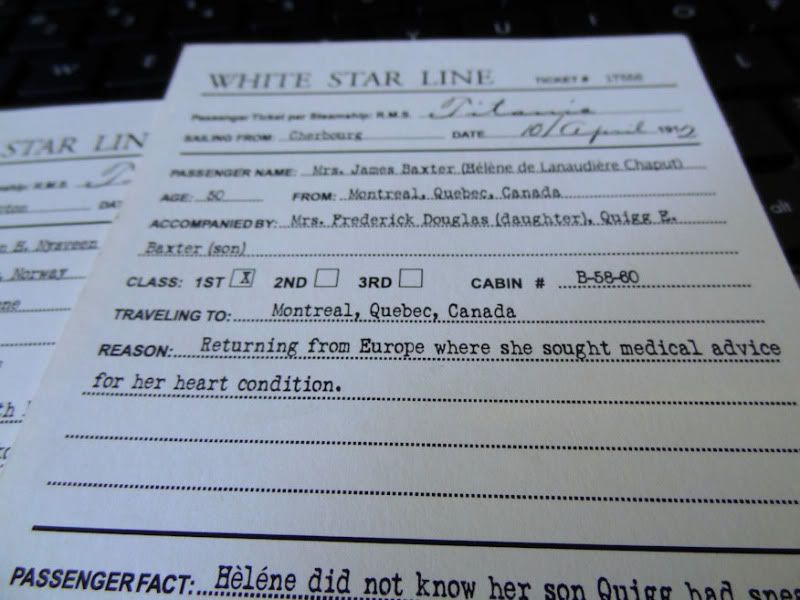 WHITE STAR LINE TICKET #
Passenger Ticket per Steamship: R.M.S. Titanic
SAILING FROM: Cherbourg DATE 10/April 1912
PASSENGER NAME: Mrs. James Baxter (Hélène de Lanaudière Chaput)
AGE: 50 FROM: Montreal, Quebec, Canada
ACCOMPANIED BY: Mrs. Frederick Douglas (daughter), Quigg E.
Baxter (son)
CLASS: 1ST X 2ND 3RD CABIN # B-58-60
TRAVELING TO: Montreal, Quebec, Canada
REASON: Returning from Europe where she sought medical advice
for her heart condition.
PASSENGER FACT: Hèléne did not know her son Quigg had
STAR LIN
R.M.S.
Norway